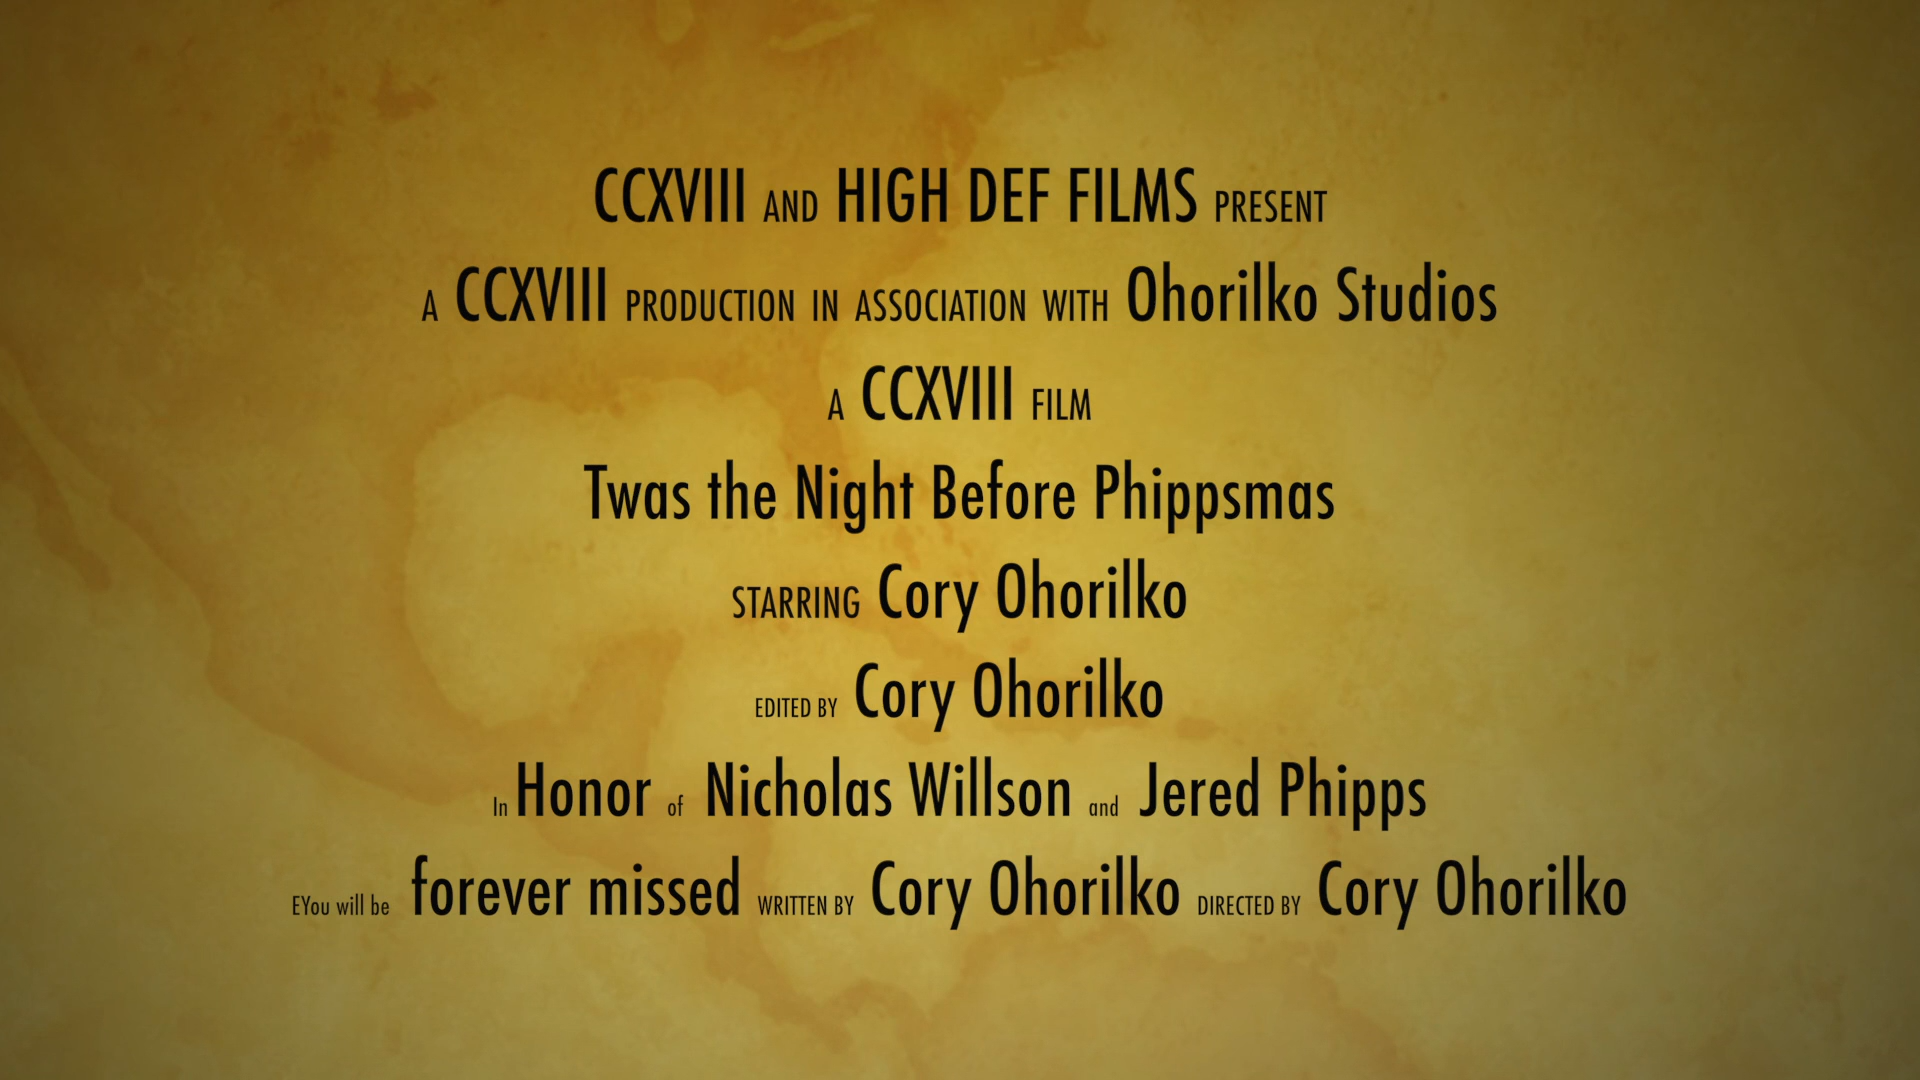 CCXVIII AND HIGH DEF FILMS PRESENT
A CCXVIII PRODUCTION IN ASSOCIATION WITH Ohorilko Studios
A CCXVIII FILM
Twas the Night Before Phippsmas
STARRING Cory Ohorilko
EDITED BY Cory Ohorilko
In Honor of Nicholas Willson and Jered Phipps
EYou will be forever missed WRITTEN BY Cory Ohorilko DIRECTED BY Cory Ohorilko